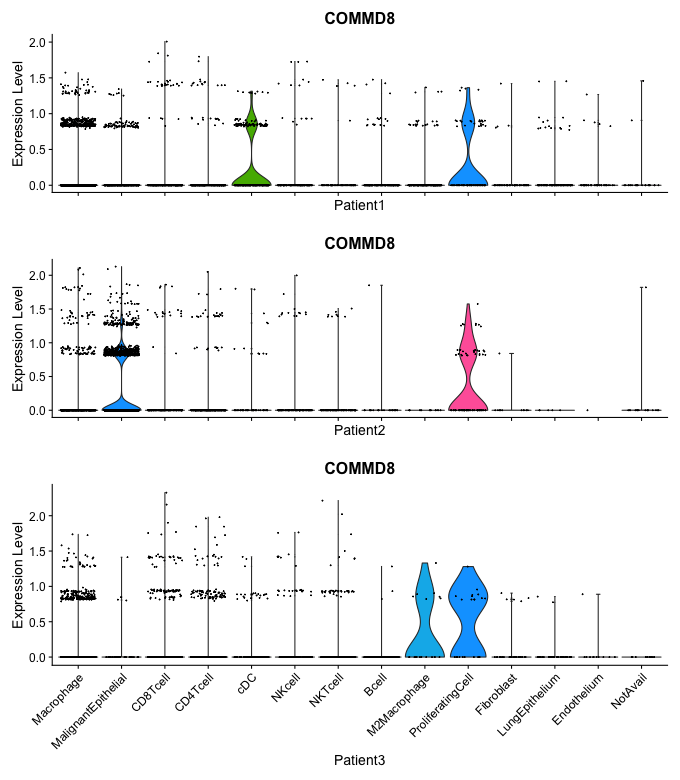 COMMD8
Expression Level
2.0
1.5
1.0
0.5
0.0
Patient1
COMMD8
Expression Level
2.0
1.5
1.0
0.5
0.0
Patient2
COMMD8
Expression Level
2.0
1.5
1.0
0.5
0.0
Macrophage
MalignantEpithelial
CD8Tcell
CD4Tcell
cDC
NKcell
NKTcell
Bcell
M2Macrophage
ProliferatingCell
Fibroblast
LungEpithelium
Endothelium
NotAvail
Patient3